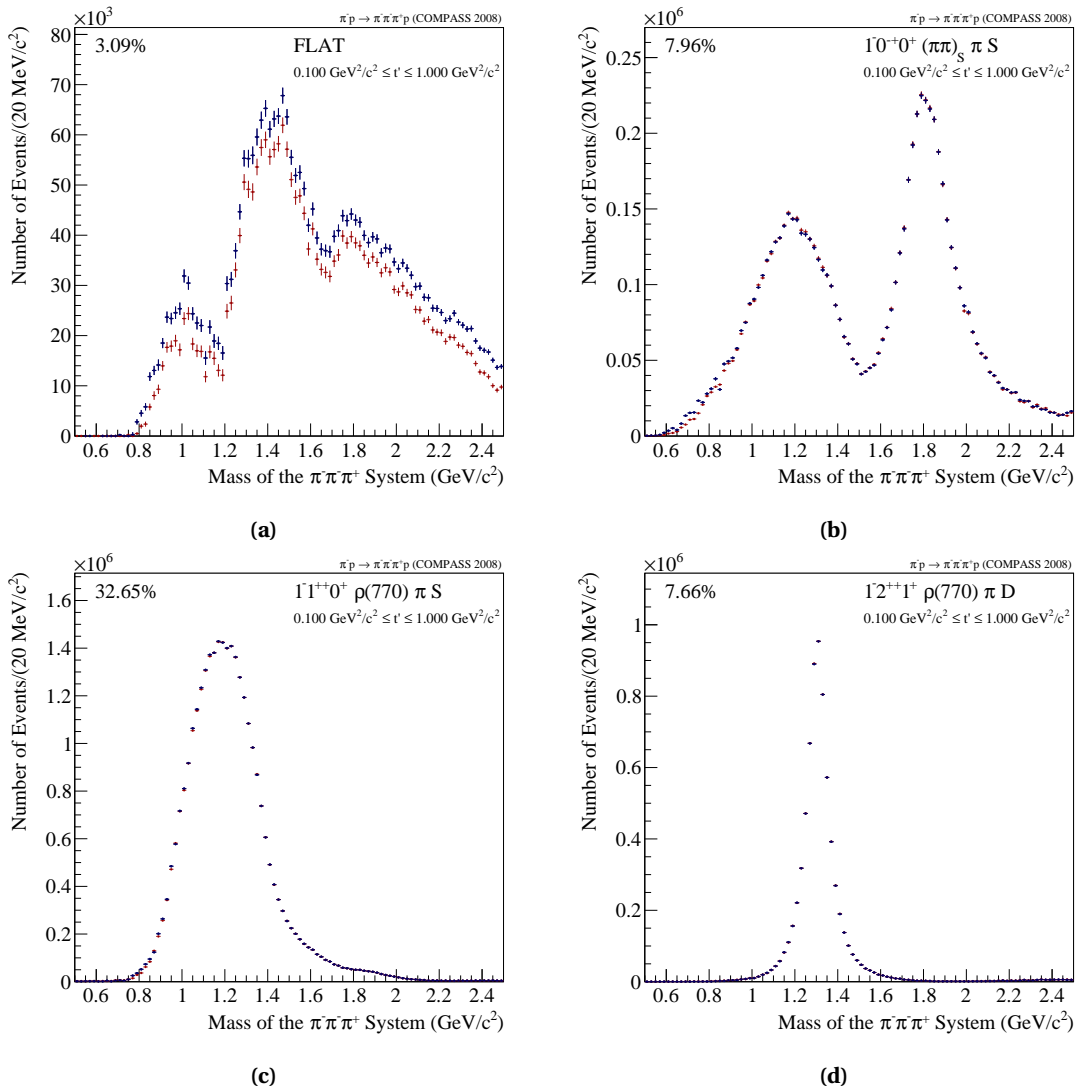 ×10³ π⁻p → π⁻π⁻π⁺p (COMPASS 2008)
3.09% FLAT
0.100 GeV²/c² ≤ t' ≤ 1.000 GeV²/c²
Number of Events/(20 MeV/c²)
80
70
60
50
40
30
20
10
0
0.6 0.8 1 1.2 1.4 1.6 1.8 2 2.2 2.4
Mass of the π⁻π⁻π⁺ System (GeV/c²)
(a)
×10⁶ π⁻p → π⁻π⁻π⁺p (COMPASS 2008)
7.96% 1⁻0⁻⁺0⁺ (ππ)ₛ π S
0.100 GeV²/c² ≤ t' ≤ 1.000 GeV²/c²
Number of Events/(20 MeV/c²)
0.25
0.2
0.15
0.1
0.05
0
0.6 0.8 1 1.2 1.4 1.6 1.8 2 2.2 2.4
Mass of the π⁻π⁻π⁺ System (GeV/c²)
(b)
×10⁶ π⁻p → π⁻π⁻π⁺p (COMPASS 2008)
32.65% 1⁻1⁺⁺0⁺ ρ(770) π S
0.100 GeV²/c² ≤ t' ≤ 1.000 GeV²/c²
Number of Events/(20 MeV/c²)
1.6
1.4
1.2
1
0.8
0.6
0.4
0.2
0
0.6 0.8 1 1.2 1.4 1.6 1.8 2 2.2 2.4
Mass of the π⁻π⁻π⁺ System (GeV/c²)
(c)
×10⁶ π⁻p → π⁻π⁻π⁺p (COMPASS 2008)
7.66% 1⁻2⁺⁺1⁺ ρ(770) π D
0.100 GeV²/c² ≤ t' ≤ 1.000 GeV²/c²
Number of Events/(20 MeV/c²)
1
0.8
0.6
0.4
0.2
0
0.6 0.8 1 1.2 1.4 1.6 1.8 2 2.2 2.4
Mass of the π⁻π⁻π⁺ System (GeV/c²)
(d)